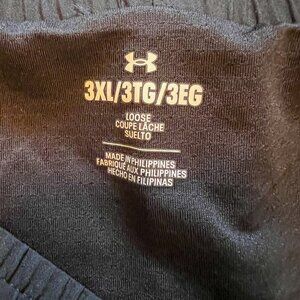 3XL/3TG/3EG
LOOSE
COUPE LÂCHE
SUELTO
MADE IN PHILIPPINES
FABRIQUÉ AUX PHILIPPINES
HECHO EN FILIPINAS